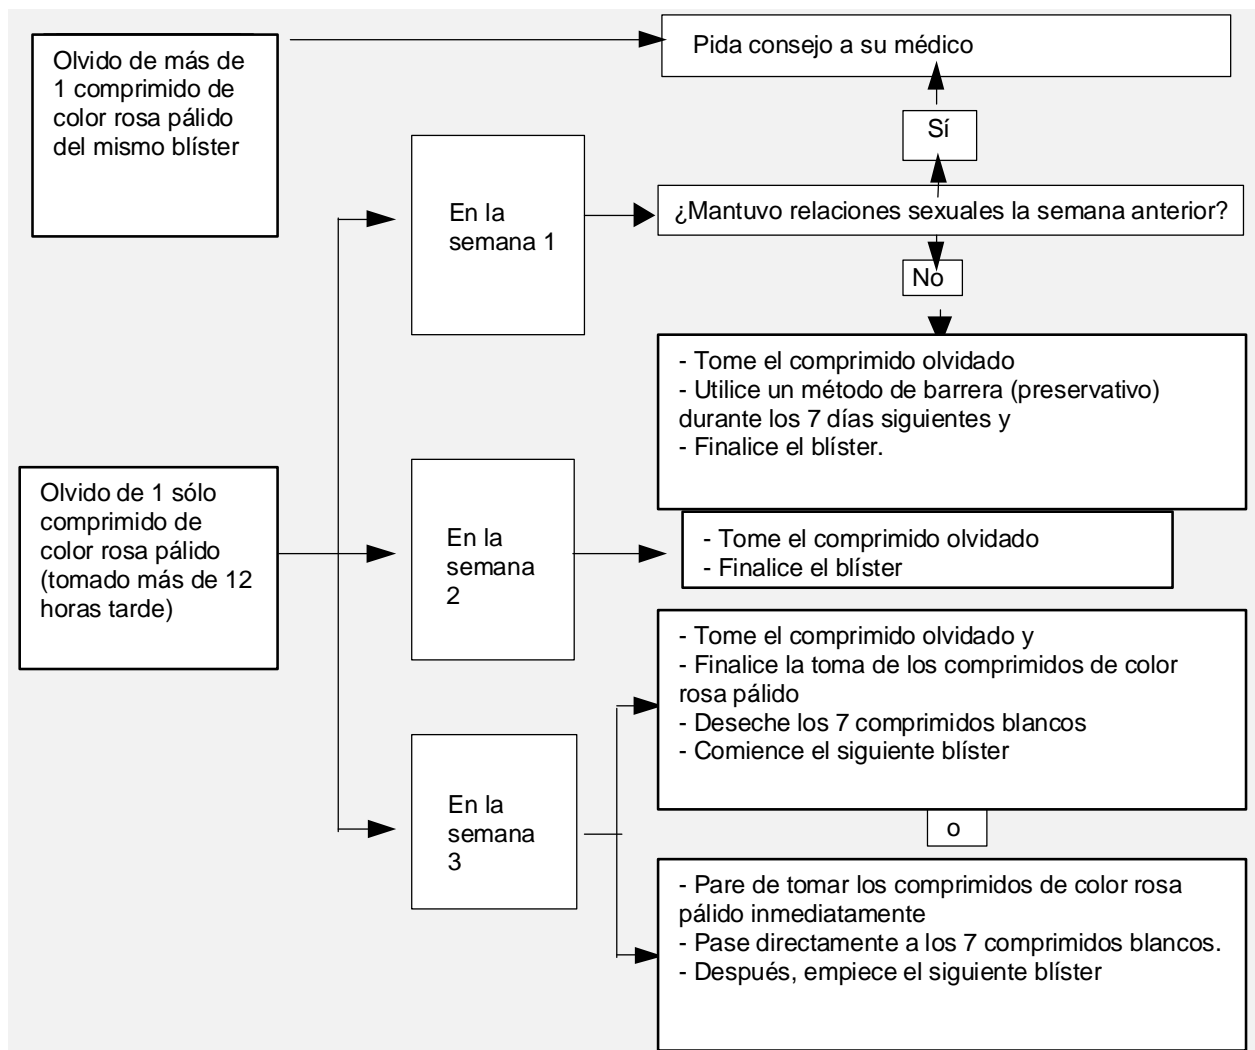 Olvido de más de
1 comprimido de
color rosa pálido
del mismo blíster
Pida consejo a su médico
Sí
En la
semana 1
¿Mantuvo relaciones sexuales la semana anterior?
No
- Tome el comprimido olvidado
- Utilice un método de barrera (preservativo)
durante los 7 días siguientes y
- Finalice el blíster.
Olvido de 1 sólo
comprimido de
color rosa pálido
(tomado más de 12
horas tarde)
En la
semana
2
- Tome el comprimido olvidado
- Finalice el blíster
En la
semana
3
- Tome el comprimido olvidado y
- Finalice la toma de los comprimidos de color
rosa pálido
- Deseche los 7 comprimidos blancos
- Comience el siguiente blíster
o
- Pare de tomar los comprimidos de color rosa
pálido inmediatamente
- Pase directamente a los 7 comprimidos blancos.
- Después, empiece el siguiente blíster